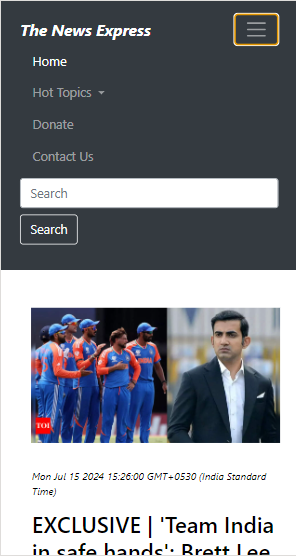 The News Express
Home
Hot Topics
Donate
Contact Us
Search
Search
TOI
Mon Jul 15 2024 15:26:00 GMT+0530 (India Standard
Time)
EXCLUSIVE | 'Team India
in safe hands': Brett Lee